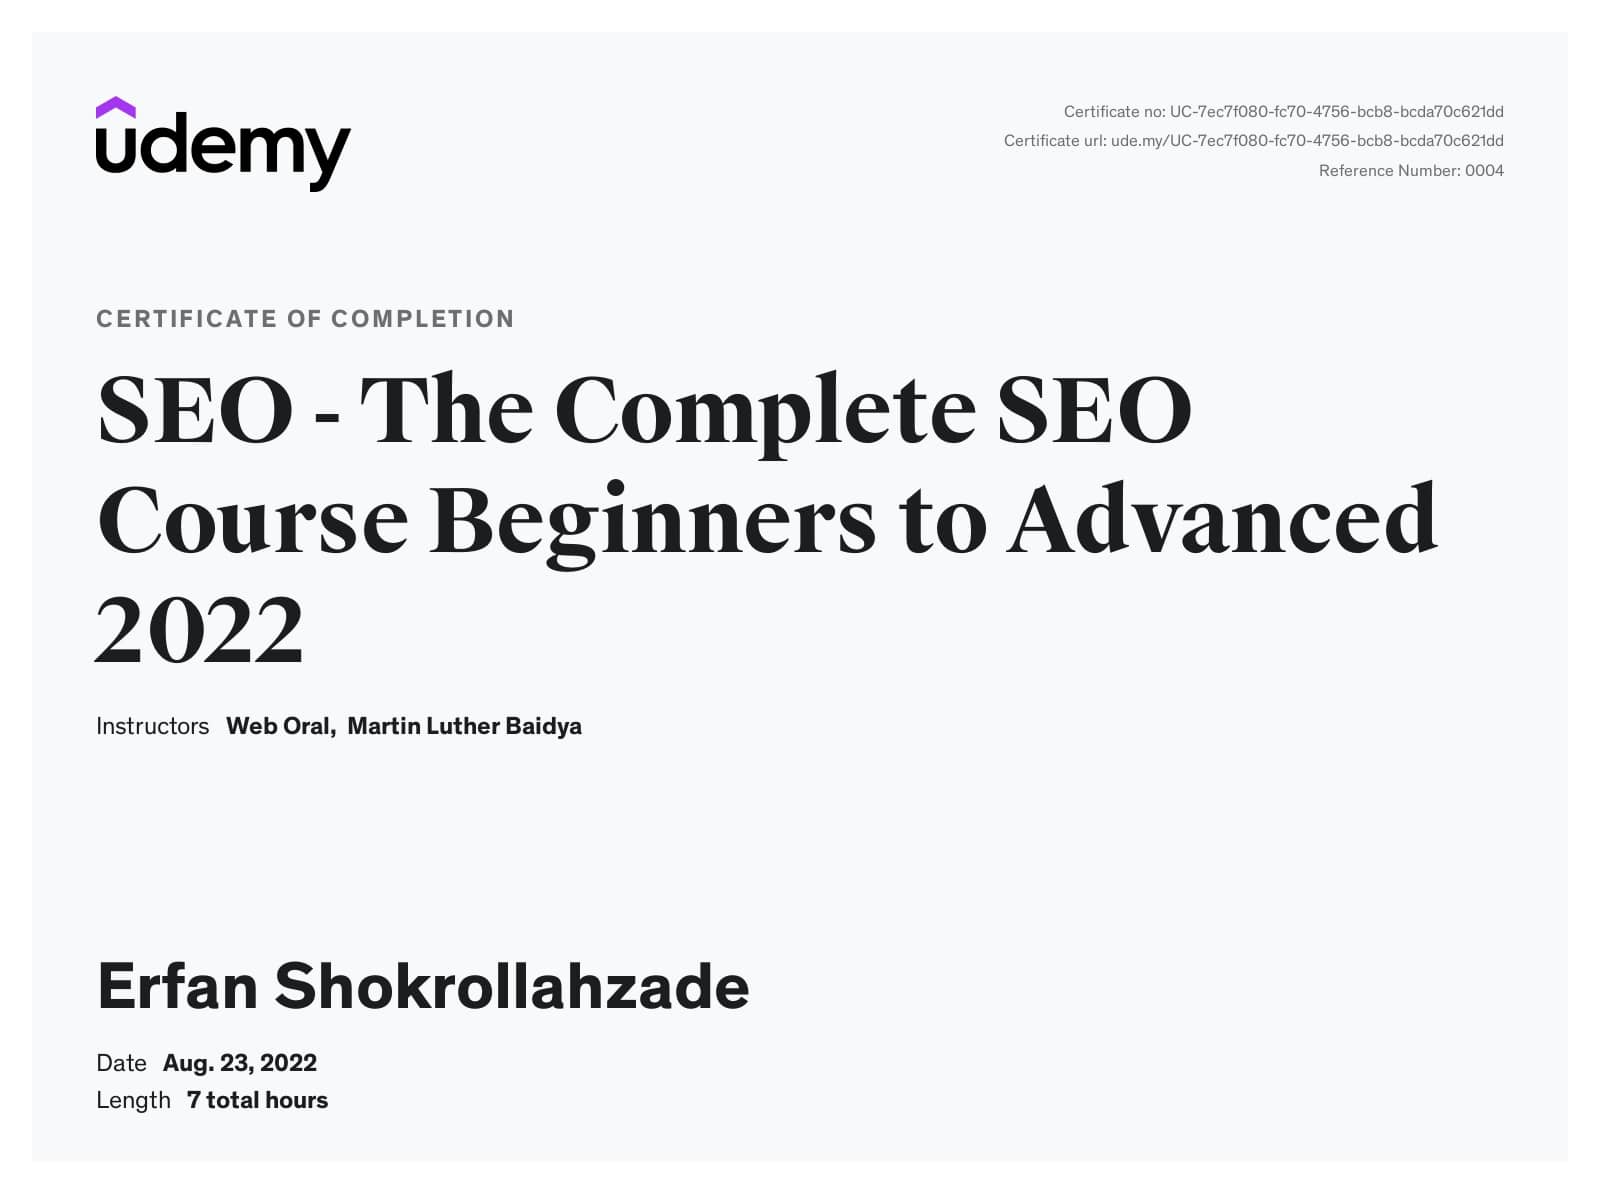 udemy
Certificate no: UC-7ec7f080-fc70-4756-bcb8-bcda70c621dd
Certificate url: ude.my/UC-7ec7f080-fc70-4756-bcb8-bcda70c621dd
Reference Number: 0004
CERTIFICATE OF COMPLETION
SEO - The Complete SEO
Course Beginners to Advanced
2022
Instructors Web Oral, Martin Luther Baidya
Erfan Shokrollahzade
Date Aug. 23, 2022
Length 7 total hours